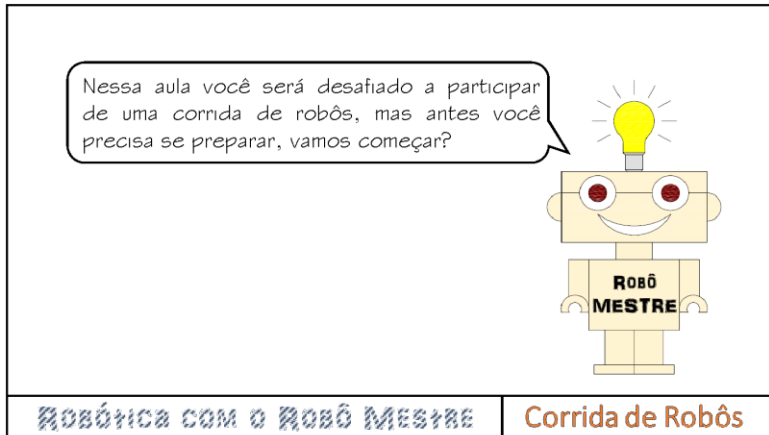 Nessa aula você será desafiado a participar
de uma corrida de robôs, mas antes você
precisa se preparar, vamos começar?
ROBÔ
MESTRE
ROBÓTICA COM O ROBÔ MESTRE
Corrida de Robôs